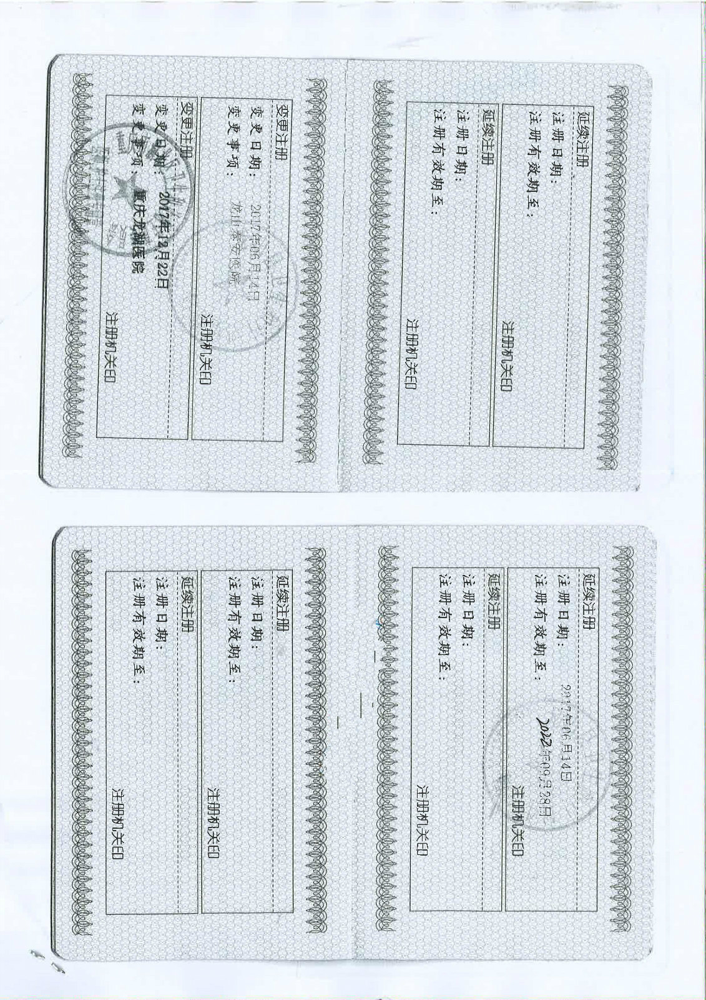 延续注册
注册日期：
注册有效期至：
注册机关印
延续注册
注册日期：
注册有效期至：
注册机关印
变更注册
变更日期： 2017年06月14日
变更事项： 龙山泰安医院
注册机关印
变更注册
变更日期： 2017年12月22日
变更事项： 重庆龙湖医院
注册机关印
延续注册
注册日期： 2017年06月14日
注册有效期至： 2022年09月28日
注册机关印
延续注册
注册日期：
注册有效期至：
注册机关印
延续注册
注册日期：
注册有效期至：
注册机关印
延续注册
注册日期：
注册有效期至：
注册机关印